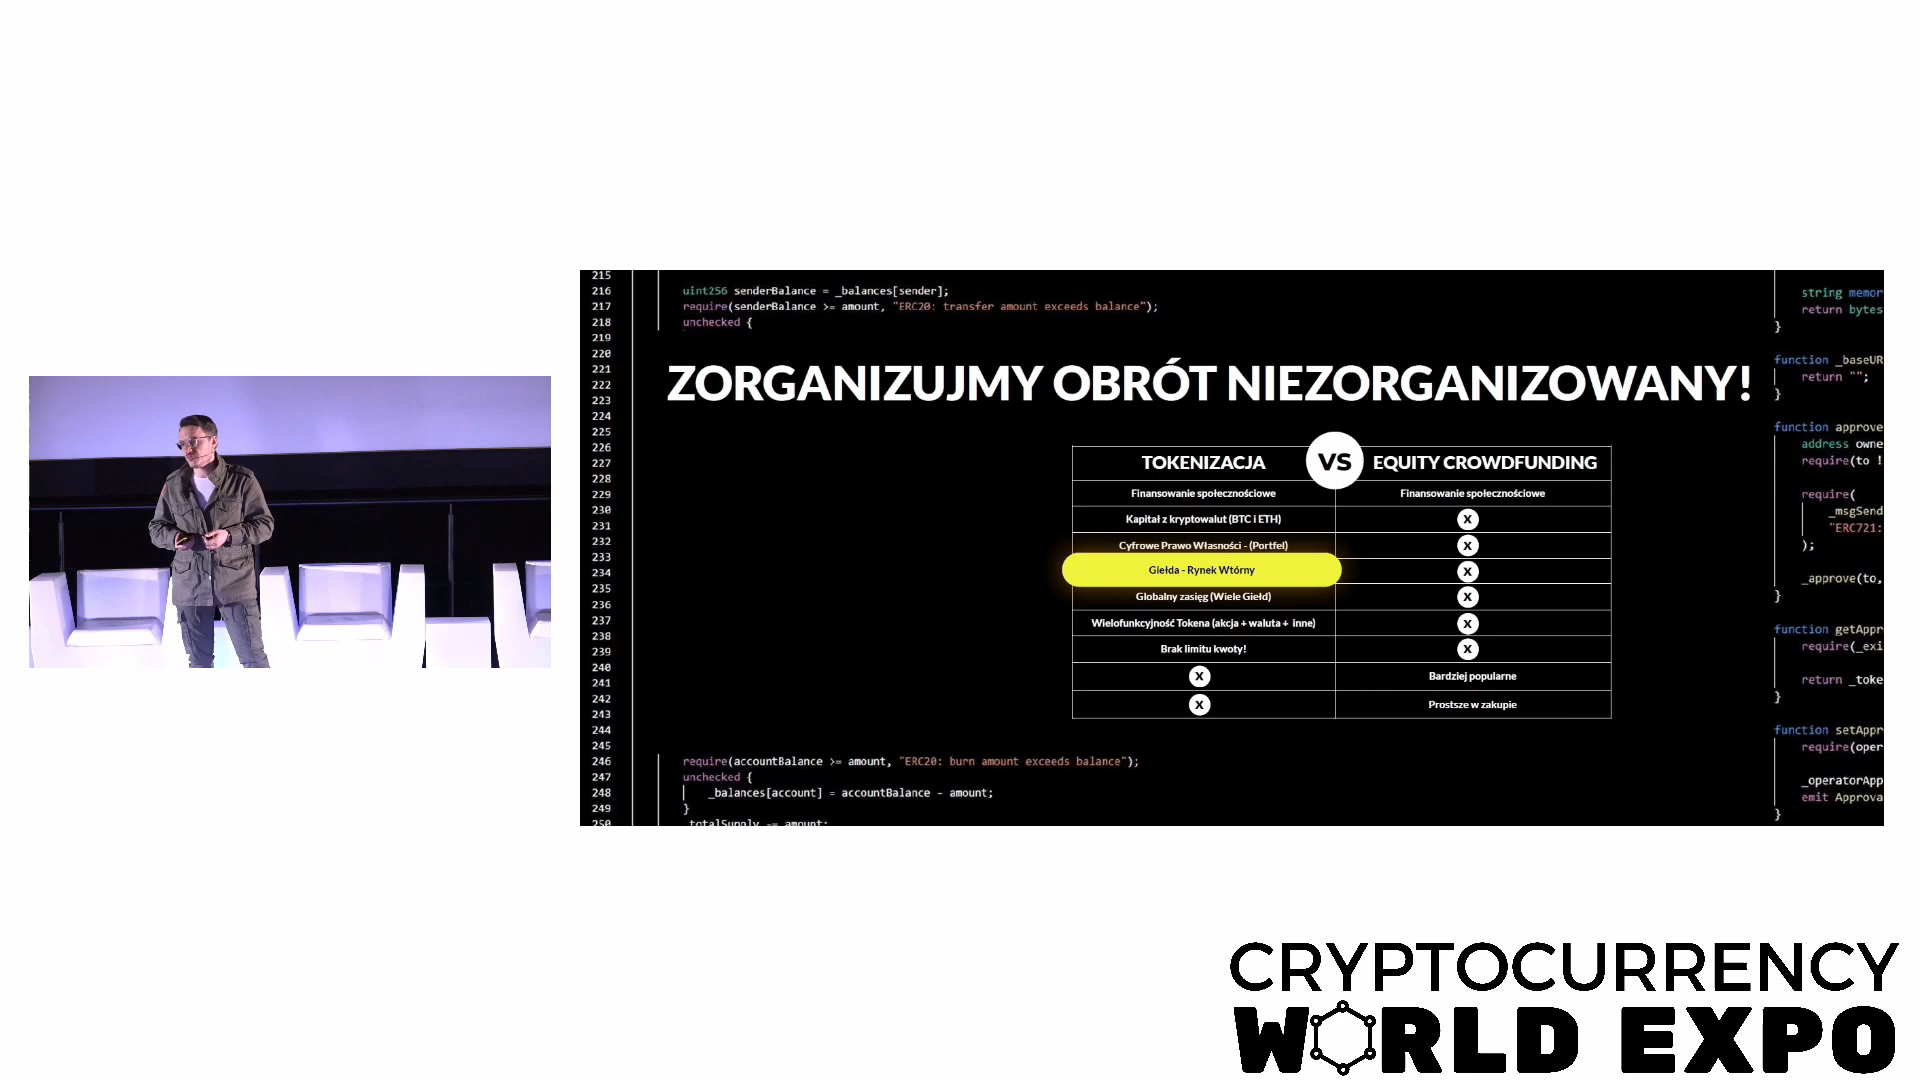 215
216 uint256 senderBalance = _balances[sender];
217 require(senderBalance >= amount, "ERC20: transfer amount exceeds balance");
218 unchecked {
219
220
221
222
223
224
225
226
227
228
229
230
231
232
233
234
235
236
237
238
239
240
241
242
243
244
245
246 require(accountBalance >= amount, "ERC20: burn amount exceeds balance");
247 unchecked {
248 _balances[account] = accountBalance - amount;
249 }
250 _totalSupply -= amount;
ZORGANIZUJMY OBRÓT NIEZORGANIZOWANY!
TOKENIZACJA VS EQUITY CROWDFUNDING
Finansowanie społecznościowe Finansowanie społecznościowe
Kapitał z kryptowalut (BTC i ETH) X
Cyfrowe Prawo Własności - (Portfel) X
Giełda - Rynek Wtórny X
Globalny zasięg (Wiele Giełd) X
Wielofunkcyjność Tokena (akcja + waluta + inne) X
Brak limitu kwoty! X
X Bardziej popularne
X Prostsze w zakupie
string memor
return bytes
}
function _baseUR
return "";
}
function approve
address owne
require(to !
require(
_msgSend
"ERC721:
);
_approve(to,
}
function getAppr
require(_exi
return _toke
}
function setAppr
require(oper
_operatorApp
emit Approva
}
CRYPTOCURRENCY
WORLD EXPO